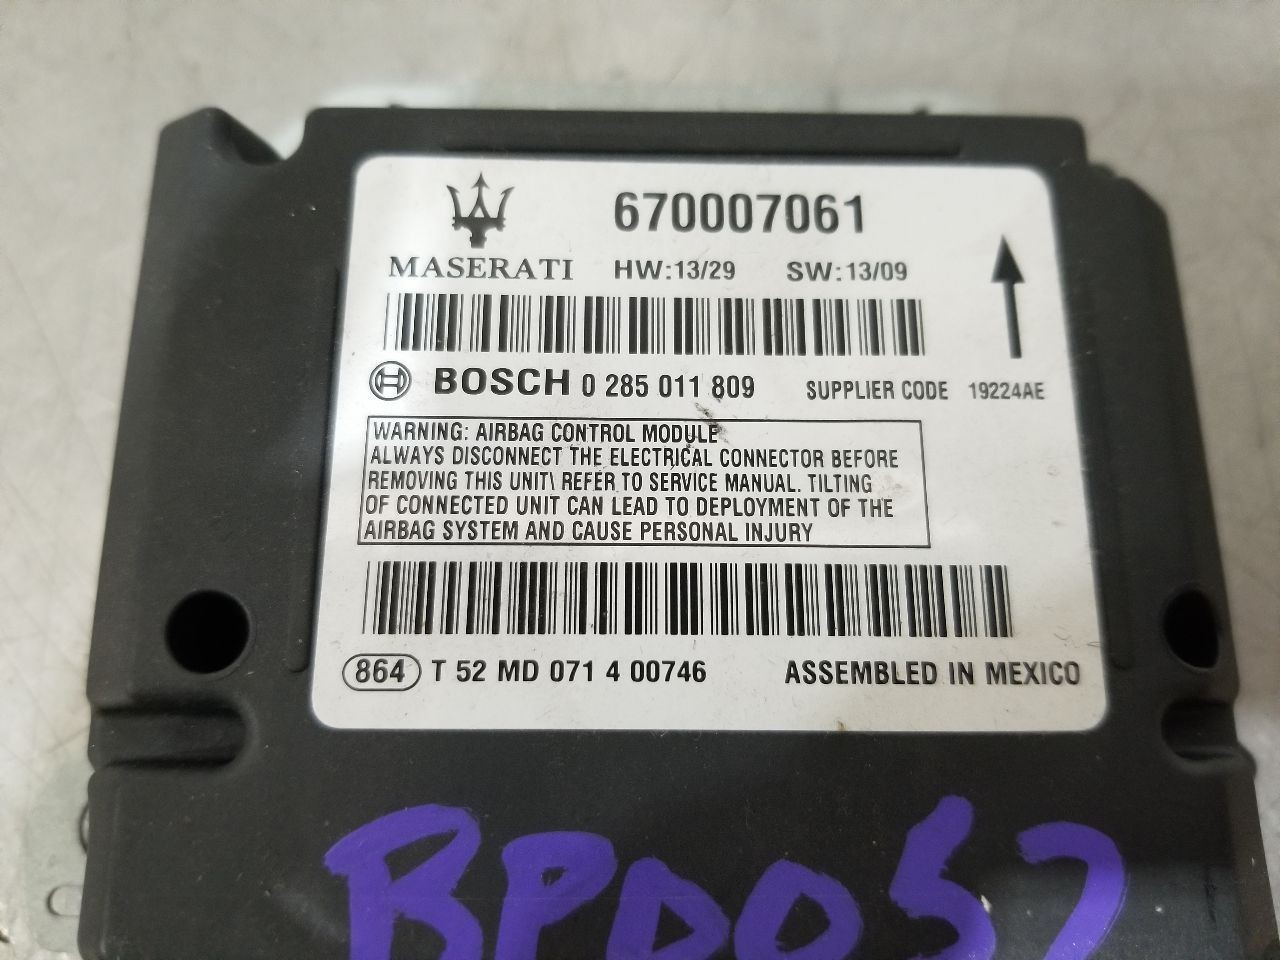 670007061
MASERATI HW:13/29 SW:13/09
BOSCH 0 285 011 809 SUPPLIER CODE 19224AE
WARNING: AIRBAG CONTROL MODULE
ALWAYS DISCONNECT THE ELECTRICAL CONNECTOR BEFORE
REMOVING THIS UNIT\ REFER TO SERVICE MANUAL. TILTING
OF CONNECTED UNIT CAN LEAD TO DEPLOYMENT OF THE
AIRBAG SYSTEM AND CAUSE PERSONAL INJURY
864 T 52 MD 071 4 00746 ASSEMBLED IN MEXICO
BPD057